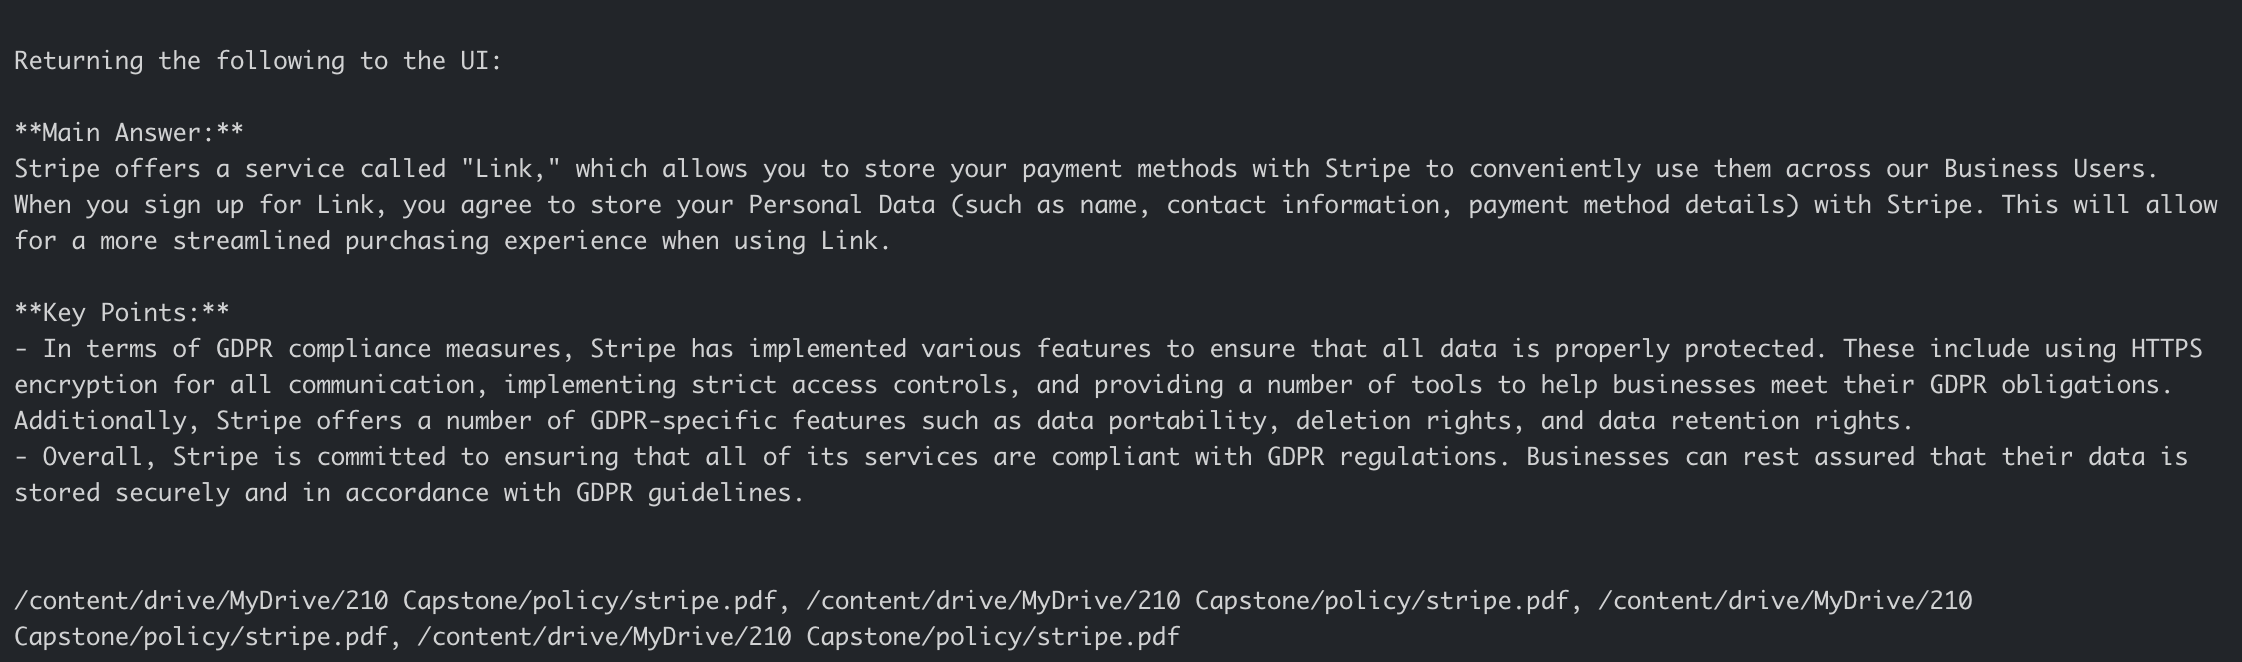 Returning the following to the UI:
**Main Answer:**
Stripe offers a service called "Link," which allows you to store your payment methods with Stripe to conveniently use them across our Business Users.
When you sign up for Link, you agree to store your Personal Data (such as name, contact information, payment method details) with Stripe. This will allow
for a more streamlined purchasing experience when using Link.
**Key Points:**
- In terms of GDPR compliance measures, Stripe has implemented various features to ensure that all data is properly protected. These include using HTTPS
encryption for all communication, implementing strict access controls, and providing a number of tools to help businesses meet their GDPR obligations.
Additionally, Stripe offers a number of GDPR-specific features such as data portability, deletion rights, and data retention rights.
- Overall, Stripe is committed to ensuring that all of its services are compliant with GDPR regulations. Businesses can rest assured that their data is
stored securely and in accordance with GDPR guidelines.
/content/drive/MyDrive/210 Capstone/policy/stripe.pdf, /content/drive/MyDrive/210 Capstone/policy/stripe.pdf, /content/drive/MyDrive/210
Capstone/policy/stripe.pdf, /content/drive/MyDrive/210 Capstone/policy/stripe.pdf